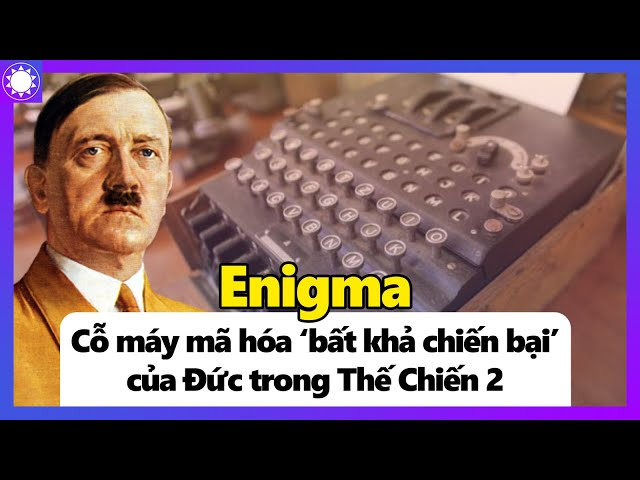 Enigma
Cỗ máy mã hóa ‘bất khả chiến bại’
của Đức trong Thế Chiến 2